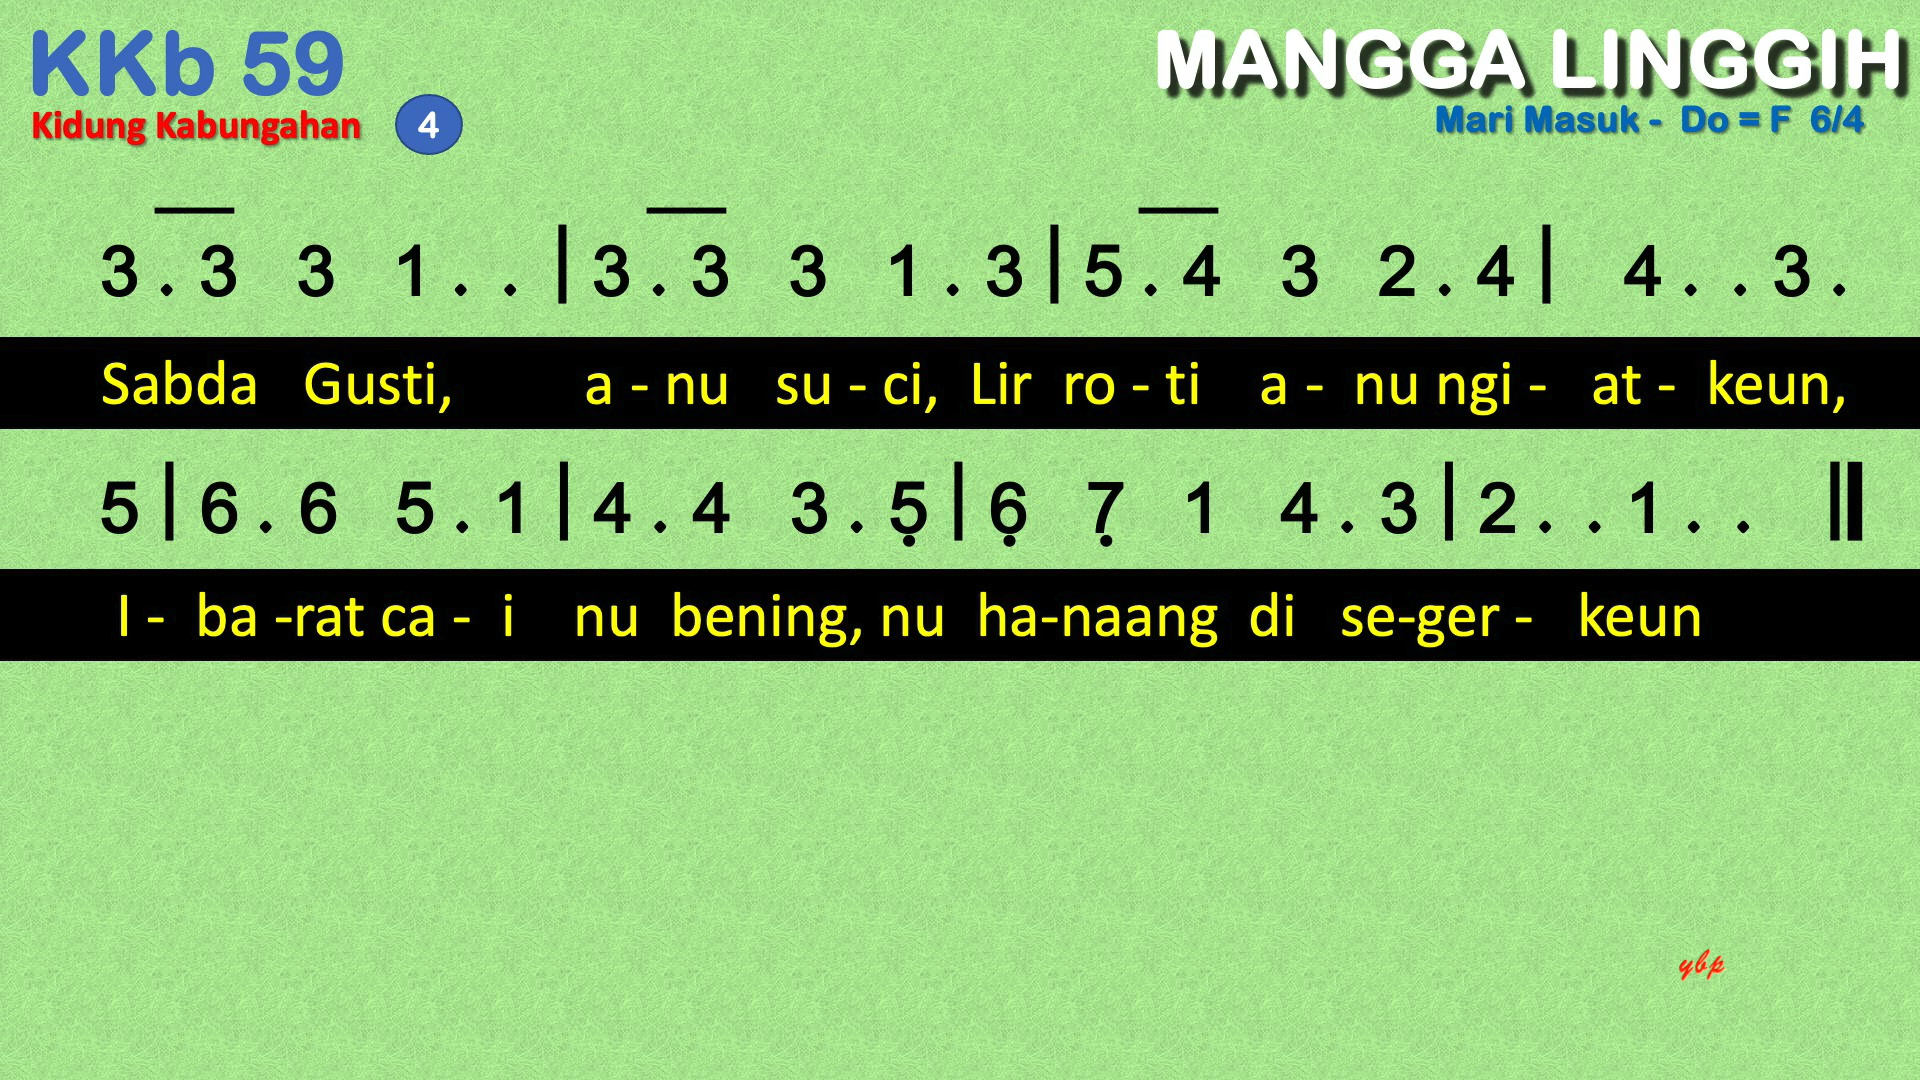 KKb 59
MANGGA LINGGIH
Kidung Kabungahan
4
Mari Masuk - Do = F 6/4
3 . 3 3 1 . . | 3 . 3 3 1 . 3 | 5 . 4 3 2 . 4 | 4 . . 3 .
Sabda Gusti, a - nu su - ci, Lir ro - ti a - nu ngi - at - keun,
5 | 6 . 6 5 . 1 | 4 . 4 3 . 5̣ | 6̣ 7̣ 1 4 . 3 | 2 . . 1 . . ||
I - ba -rat ca - i nu bening, nu ha-naang di se-ger - keun
ybp